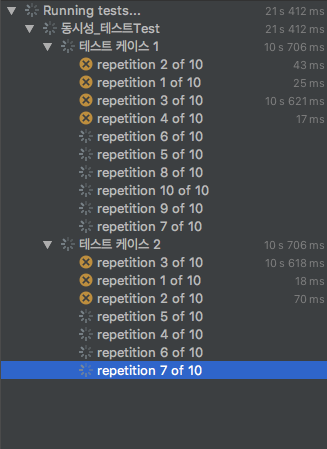 Running tests... 21 s 412 ms
동시성_테스트Test 21 s 412 ms
테스트 케이스 1 10 s 706 ms
repetition 2 of 10 43 ms
repetition 1 of 10 25 ms
repetition 3 of 10 10 s 621 ms
repetition 4 of 10 17 ms
repetition 6 of 10
repetition 5 of 10
repetition 8 of 10
repetition 10 of 10
repetition 9 of 10
repetition 7 of 10
테스트 케이스 2 10 s 706 ms
repetition 3 of 10 10 s 618 ms
repetition 1 of 10 18 ms
repetition 2 of 10 70 ms
repetition 5 of 10
repetition 4 of 10
repetition 6 of 10
repetition 7 of 10